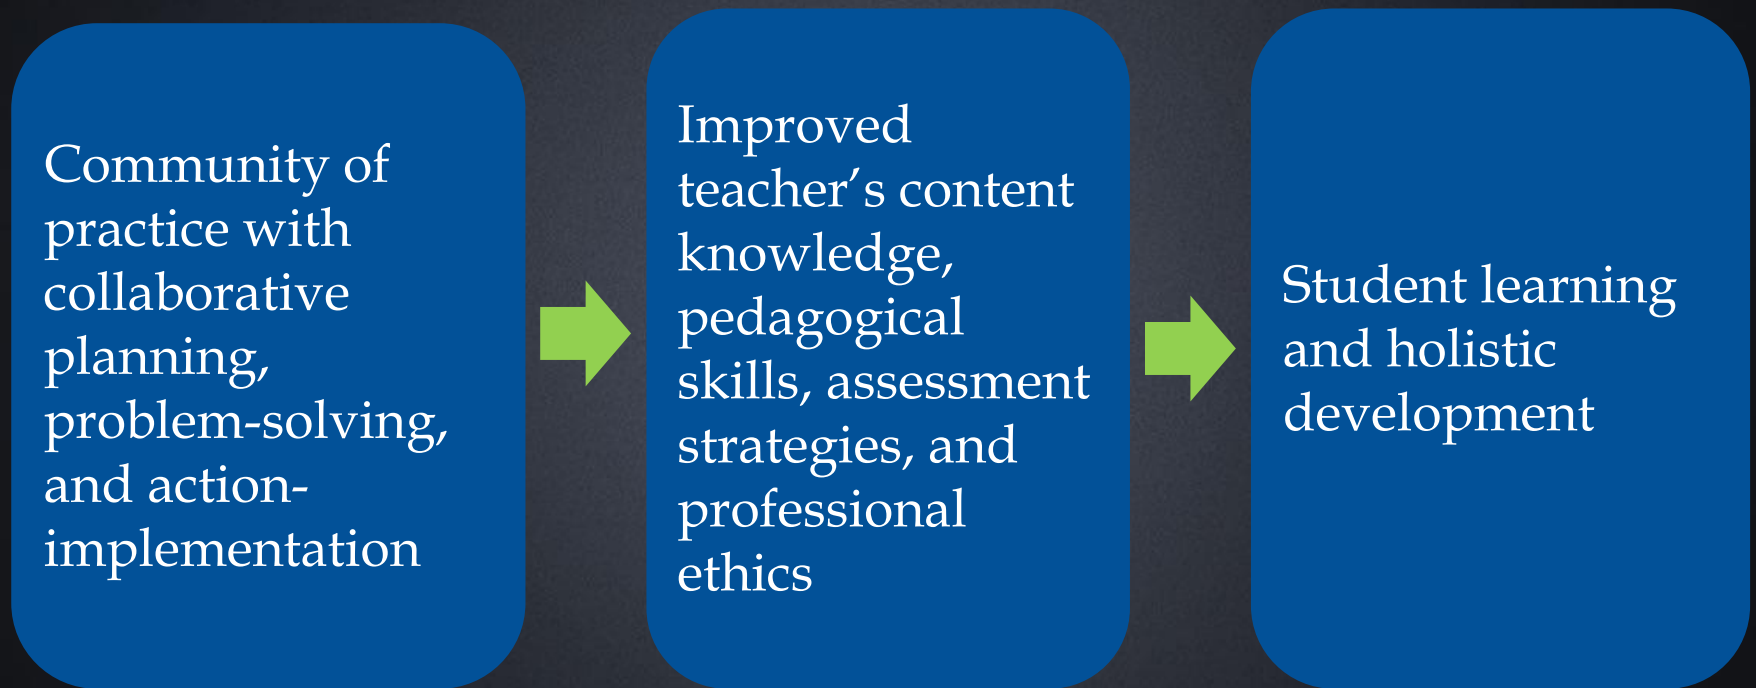 Community of
practice with
collaborative
planning,
problem-solving,
and action-
implementation
Improved
teacher’s content
knowledge,
pedagogical
skills, assessment
strategies, and
professional
ethics
Student learning
and holistic
development